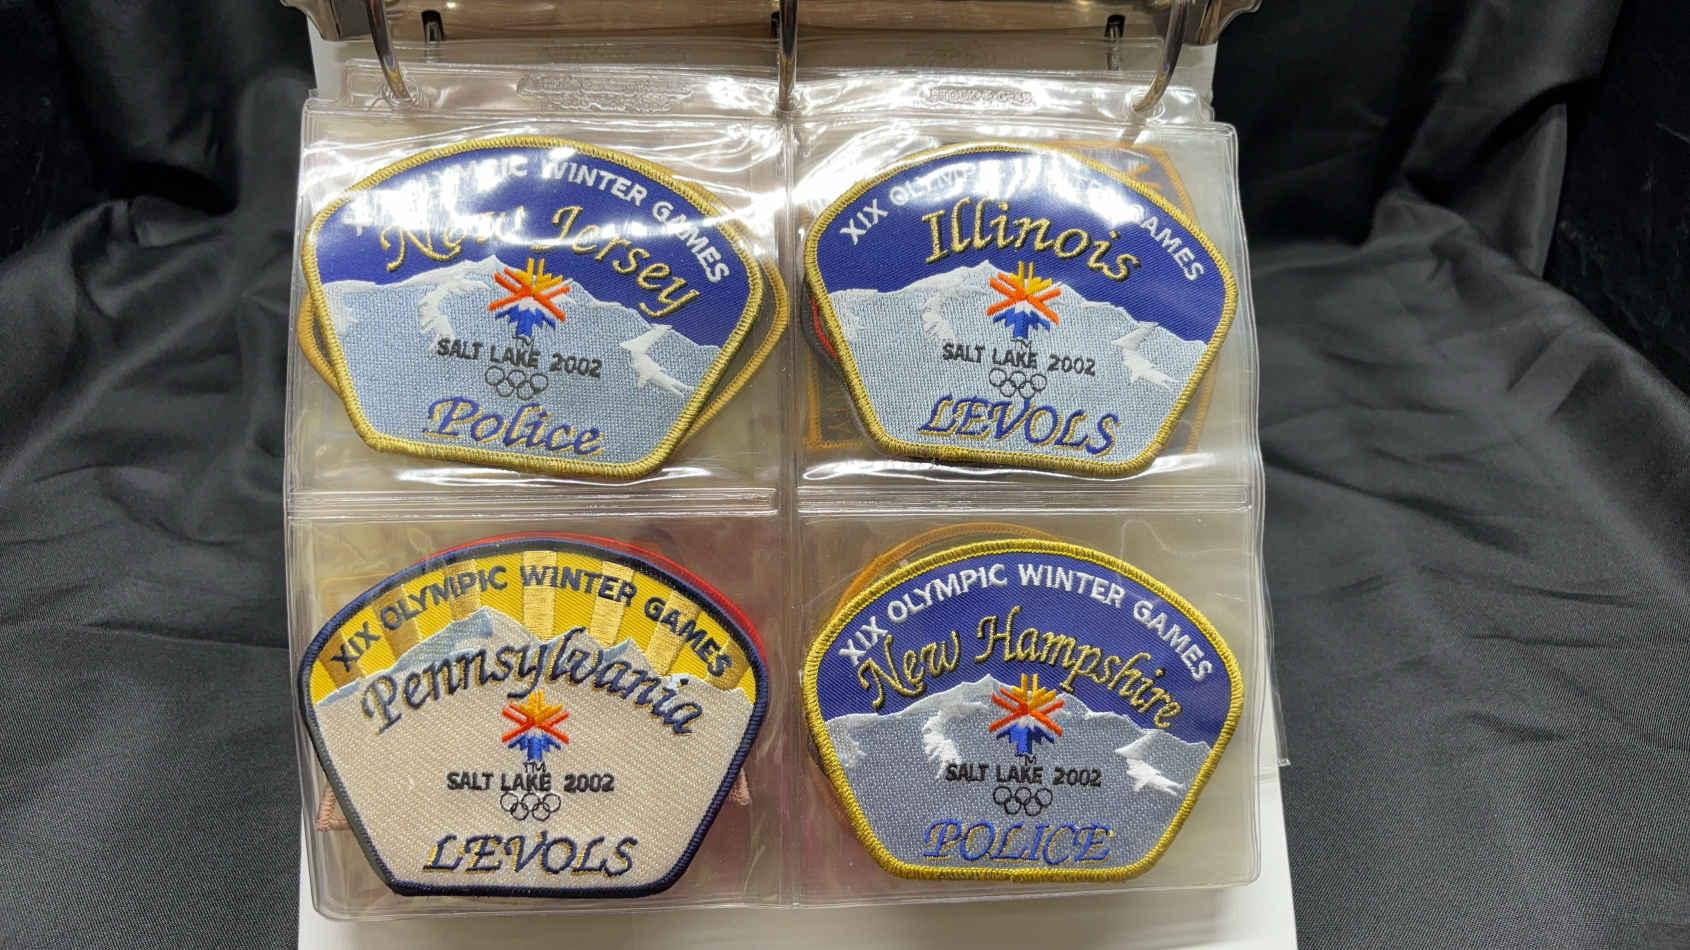 XIX OLYMPIC WINTER GAMES
New Jersey
SALT LAKE 2002
Police
XIX OLYMPIC WINTER GAMES
Illinois
SALT LAKE 2002
LEVOLS
XIX OLYMPIC WINTER GAMES
Pennsylvania
TM
SALT LAKE 2002
LEVOLS
XIX OLYMPIC WINTER GAMES
New Hampshire
TM
SALT LAKE 2002
POLICE